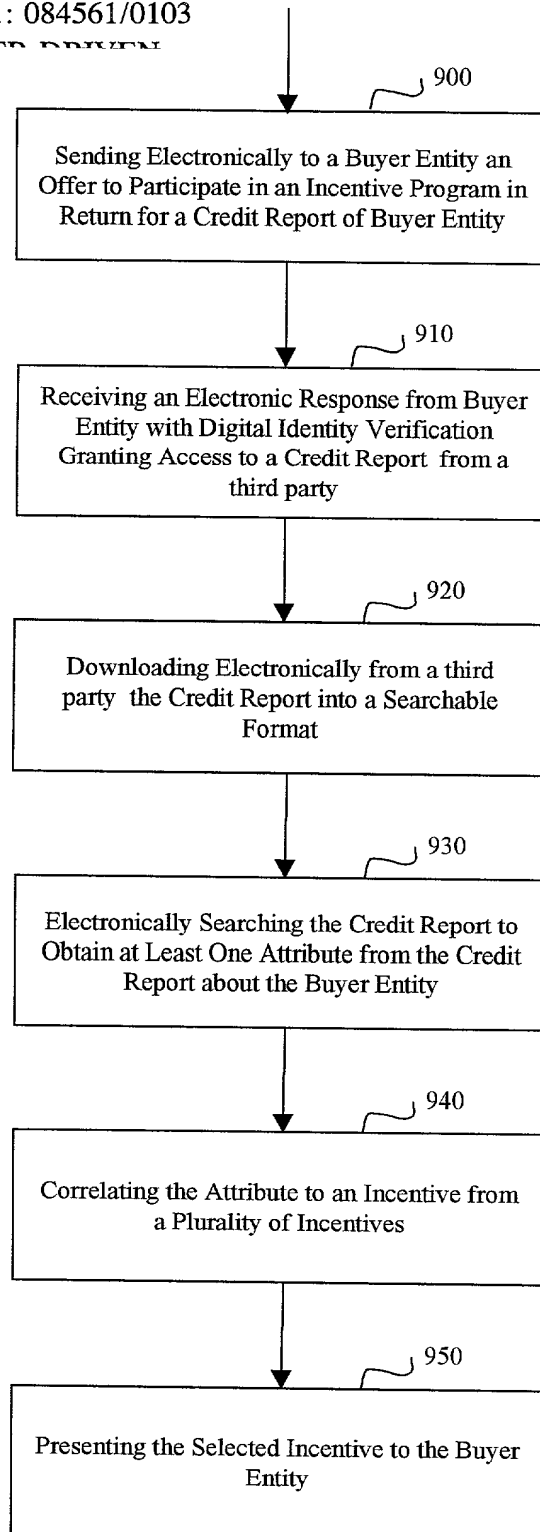 : 084561/0103
DRIVEN
900
Sending Electronically to a Buyer Entity an
Offer to Participate in an Incentive Program in
Return for a Credit Report of Buyer Entity
910
Receiving an Electronic Response from Buyer
Entity with Digital Identity Verification
Granting Access to a Credit Report from a
third party
920
Downloading Electronically from a third
party the Credit Report into a Searchable
Format
930
Electronically Searching the Credit Report to
Obtain at Least One Attribute from the Credit
Report about the Buyer Entity
940
Correlating the Attribute to an Incentive from
a Plurality of Incentives
950
Presenting the Selected Incentive to the Buyer
Entity